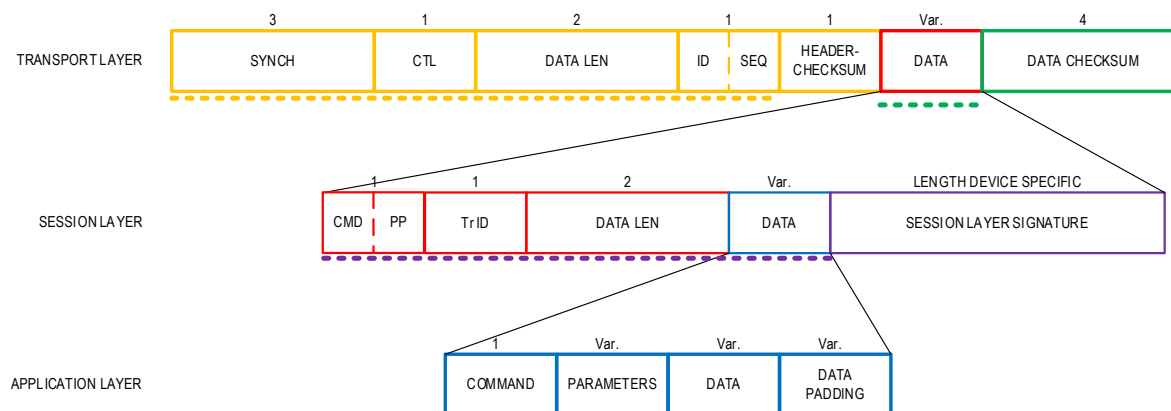 3 1 2 1 1 Var. 4
TRANSPORT LAYER SYNCH CTL DATA LEN ID SEQ HEADER-
CHECKSUM DATA DATA CHECKSUM
1 1 2 Var. LENGTH DEVICE SPECIFIC
SESSION LAYER CMD PP TrID DATA LEN DATA SESSION LAYER SIGNATURE
1 Var. Var. Var.
APPLICATION LAYER COMMAND PARAMETERS DATA DATA
PADDING